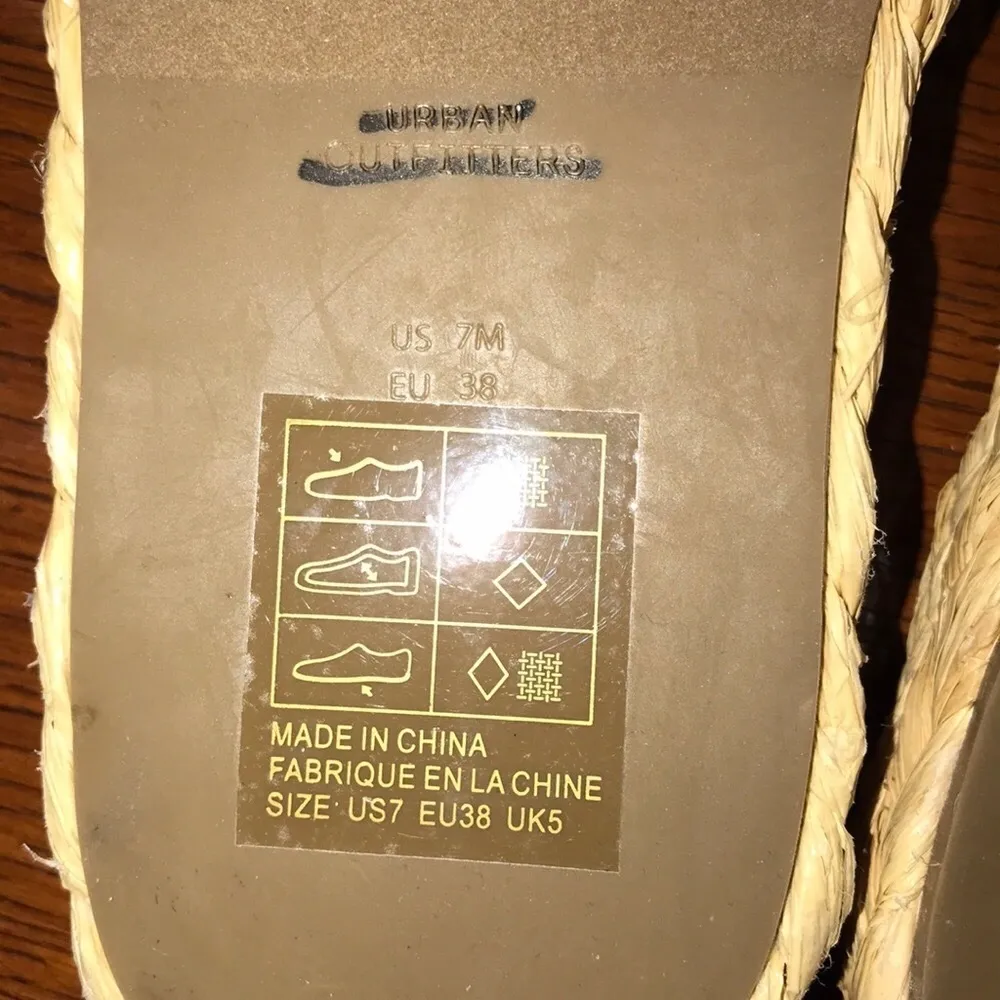 URBAN
OUTFITTERS
US 7M
EU 38
MADE IN CHINA
FABRIQUE EN LA CHINE
SIZE US7 EU38 UK5